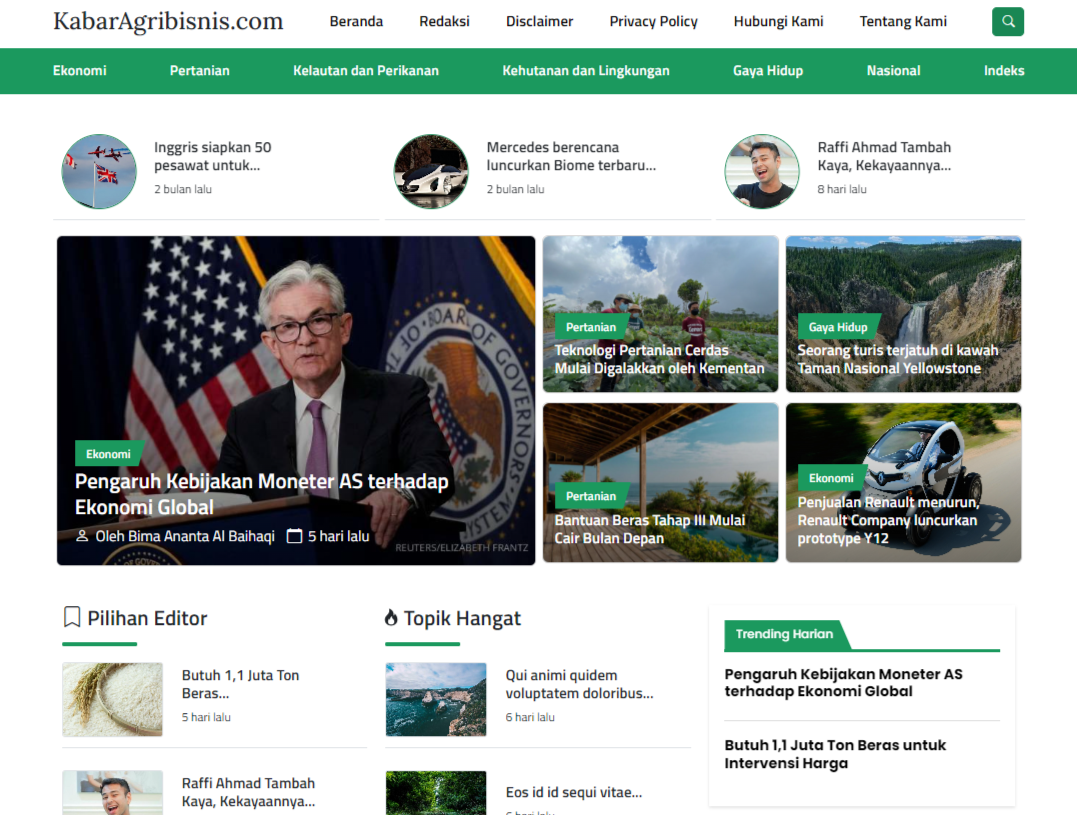 KabarAgribisnis.com
Beranda
Redaksi
Disclaimer
Privacy Policy
Hubungi Kami
Tentang Kami
Ekonomi
Pertanian
Kelautan dan Perikanan
Kehutanan dan Lingkungan
Gaya Hidup
Nasional
Indeks
Inggris siapkan 50
pesawat untuk...
2 bulan lalu
Mercedes berencana
luncurkan Biome terbaru...
2 bulan lalu
Raffi Ahmad Tambah
Kaya, Kekayaannya...
8 hari lalu
Ekonomi
Pengaruh Kebijakan Moneter AS terhadap
Ekonomi Global
Oleh Bima Ananta Al Baihaqi
5 hari lalu
REUTERS/ELIZABETH FRANTZ
BOARD OF GOVERNORS
SYSTEM
Pertanian
Teknologi Pertanian Cerdas
Mulai Digalakkan oleh Kementan
Gaya Hidup
Seorang turis terjatuh di kawah
Taman Nasional Yellowstone
Pertanian
Bantuan Beras Tahap III Mulai
Cair Bulan Depan
Ekonomi
Penjualan Renault menurun,
Renault Company luncurkan
prototype Y12
Pilihan Editor
Butuh 1,1 Juta Ton
Beras...
5 hari lalu
Raffi Ahmad Tambah
Kaya, Kekayaannya...
Topik Hangat
Qui animi quidem
voluptatem doloribus...
6 hari lalu
Eos id id sequi vitae...
6 hari lalu
Trending Harian
Pengaruh Kebijakan Moneter AS
terhadap Ekonomi Global
Butuh 1,1 Juta Ton Beras untuk
Intervensi Harga